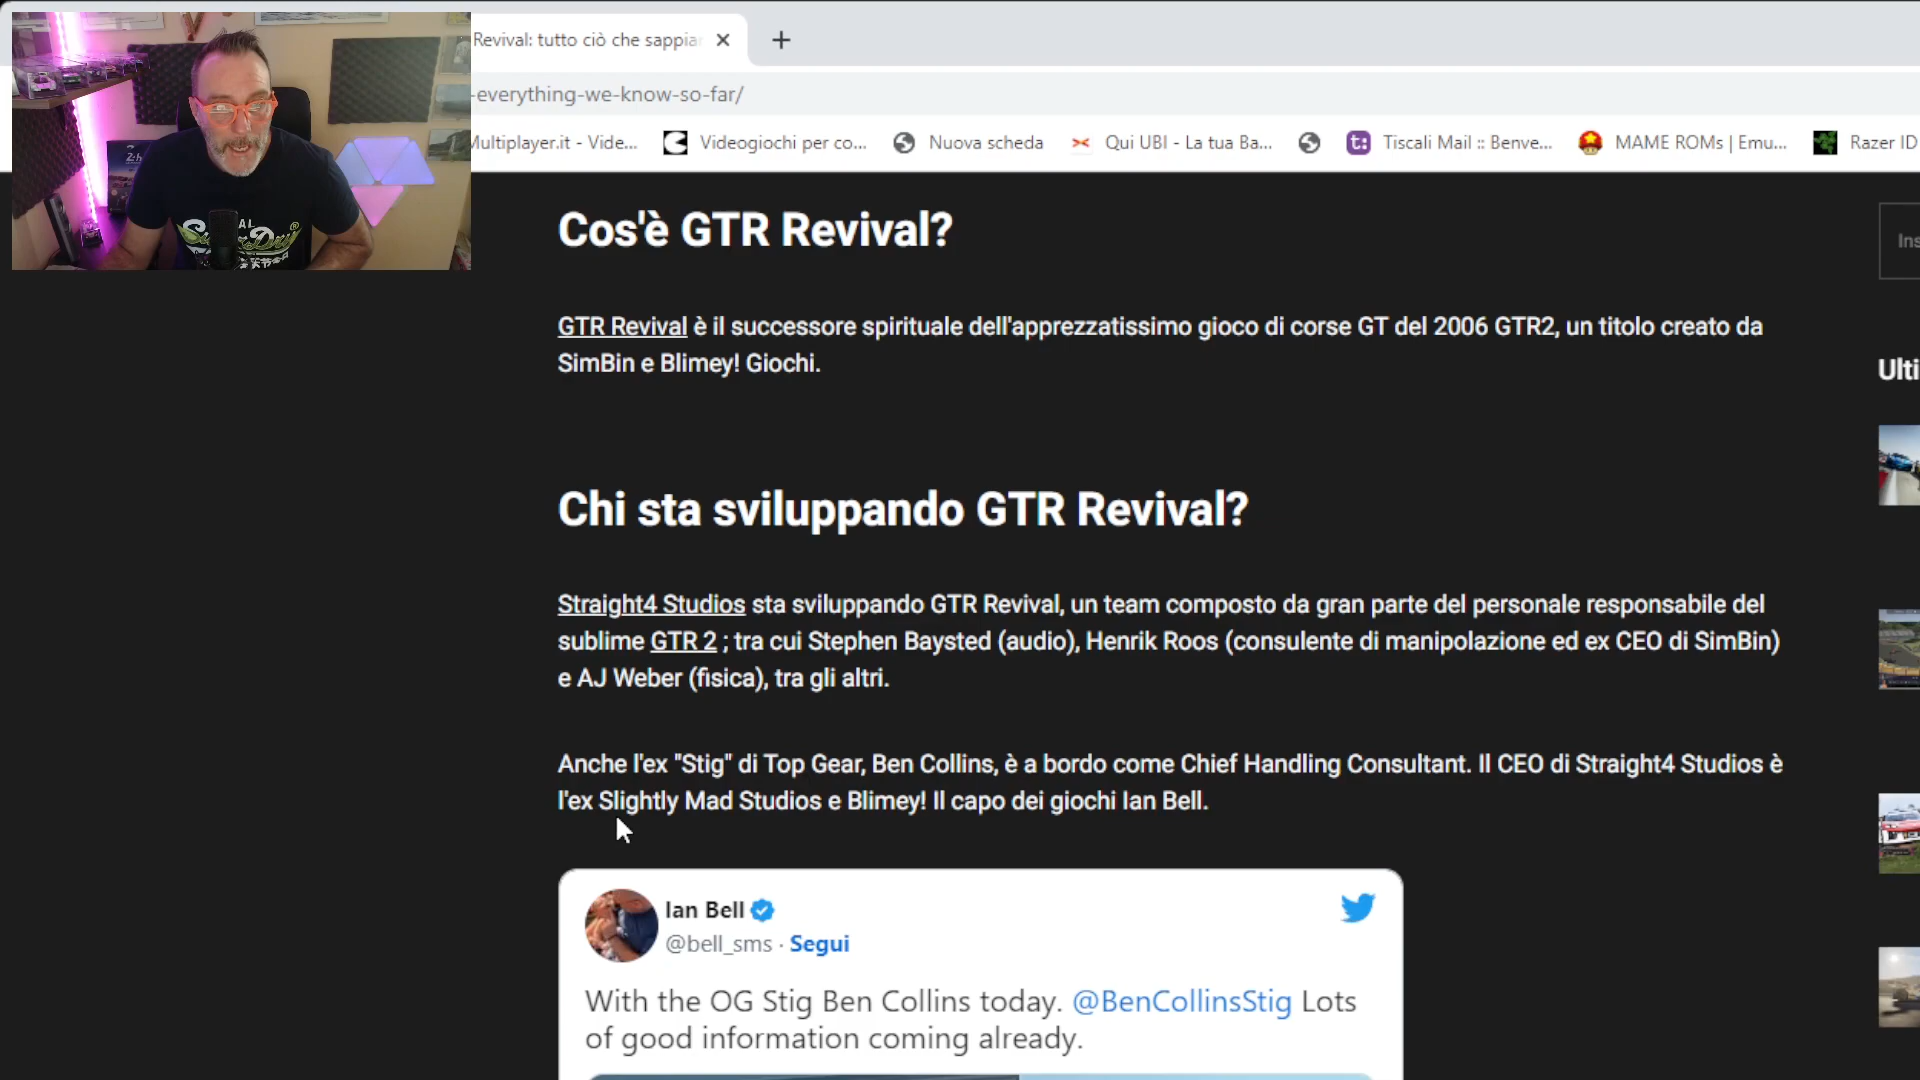 Revival: tutto ciò che sappiar
-everything-we-know-so-far/
Multiplayer.it - Vide...
Videogiochi per co...
Nuova scheda
Qui UBI - La tua Ba...
Tiscali Mail :: Benve...
MAME ROMs | Emu...
Razer ID
Cos'è GTR Revival?
Ins
GTR Revival è il successore spirituale dell'apprezzatissimo gioco di corse GT del 2006 GTR2, un titolo creato da
SimBin e Blimey! Giochi.
Ulti
Chi sta sviluppando GTR Revival?
Straight4 Studios sta sviluppando GTR Revival, un team composto da gran parte del personale responsabile del
sublime GTR 2 ; tra cui Stephen Baysted (audio), Henrik Roos (consulente di manipolazione ed ex CEO di SimBin)
e AJ Weber (fisica), tra gli altri.
Anche l'ex "Stig" di Top Gear, Ben Collins, è a bordo come Chief Handling Consultant. Il CEO di Straight4 Studios è
l'ex Slightly Mad Studios e Blimey! Il capo dei giochi Ian Bell.
Ian Bell
@bell_sms · Segui
With the OG Stig Ben Collins today. @BenCollinsStig Lots
of good information coming already.